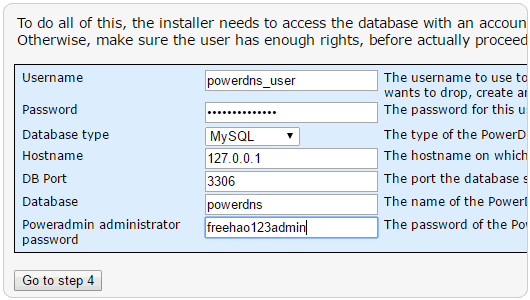 To do all of this, the installer needs to access the database with an accoun
Otherwise, make sure the user has enough rights, before actually proceed
Username powerdns_user The username to use to
wants to drop, create an
Password •••••••••••••• The password for this u
Database type MySQL The type of the PowerD
Hostname 127.0.0.1 The hostname on which
DB Port 3306 The port the database s
Database powerdns The name of the PowerD
Poweradmin administrator freehao123admin The password of the Po
password
Go to step 4